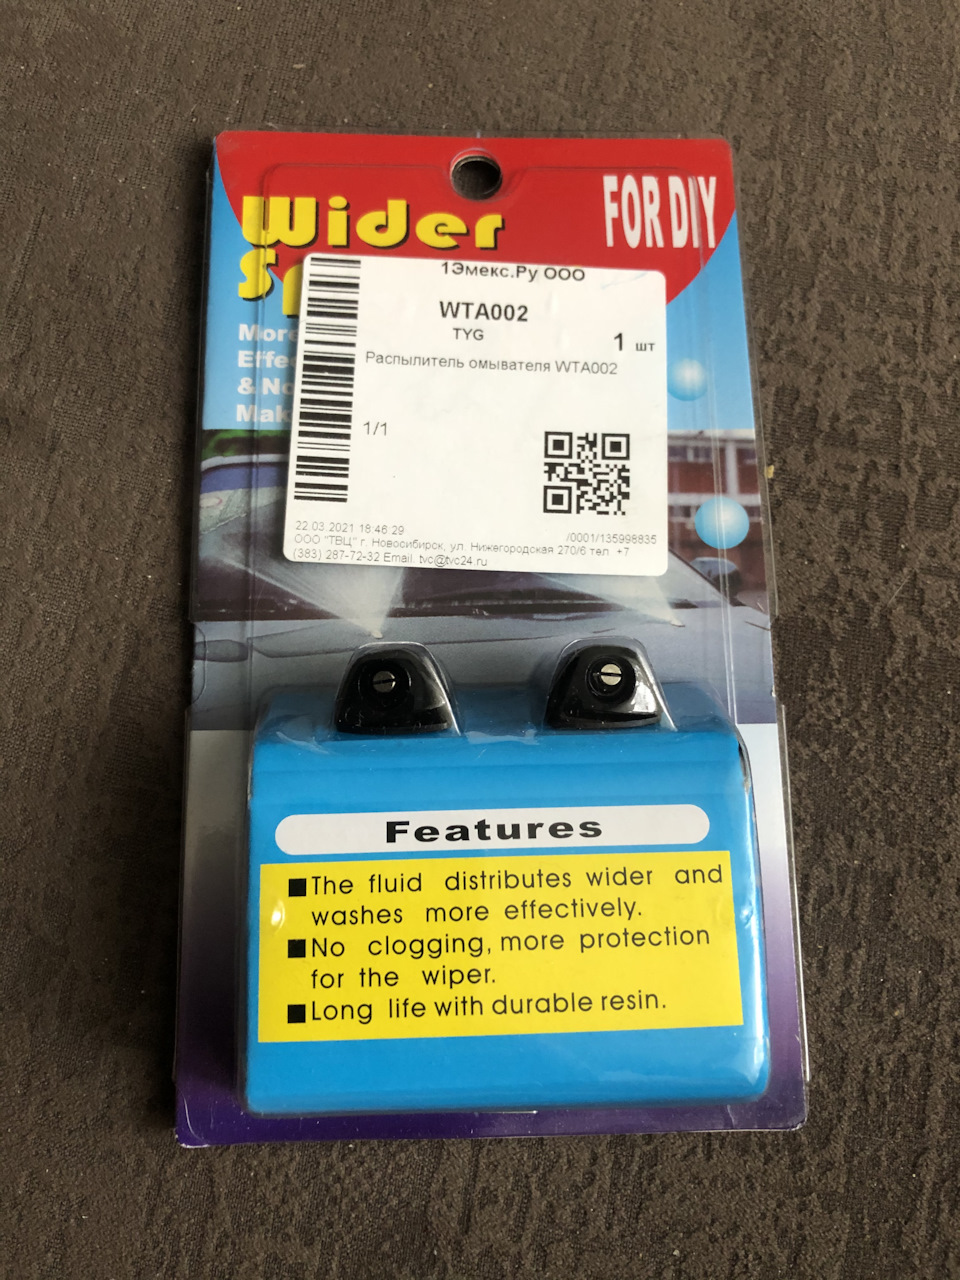 Wider
FOR DIY
1Эмекс.Ру ООО
WTA002
TYG
1 шт
Распылитель омывателя WTA002
1/1
More
&
22.03.2021 18:46:29
/0001/135998835
ООО "ТВЦ" г. Новосибирск, ул. Нижегородская 270/6 тел. +7
(383) 287-72-32 Email. tvc@tvc24.ru
Features
■The fluid distributes wider and
washes more effectively.
■No clogging, more protection
for the wiper.
■Long life with durable resin.